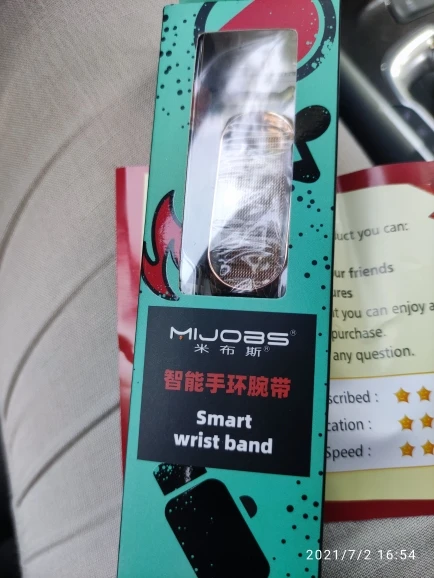 MIJOBS®
米布斯®
智能手环腕带
Smart
wrist band
uct you can:
ur friends
ures
t you can enjoy a
purchase.
any question.
scribed :
cation :
Speed :
2021/7/2 16:54